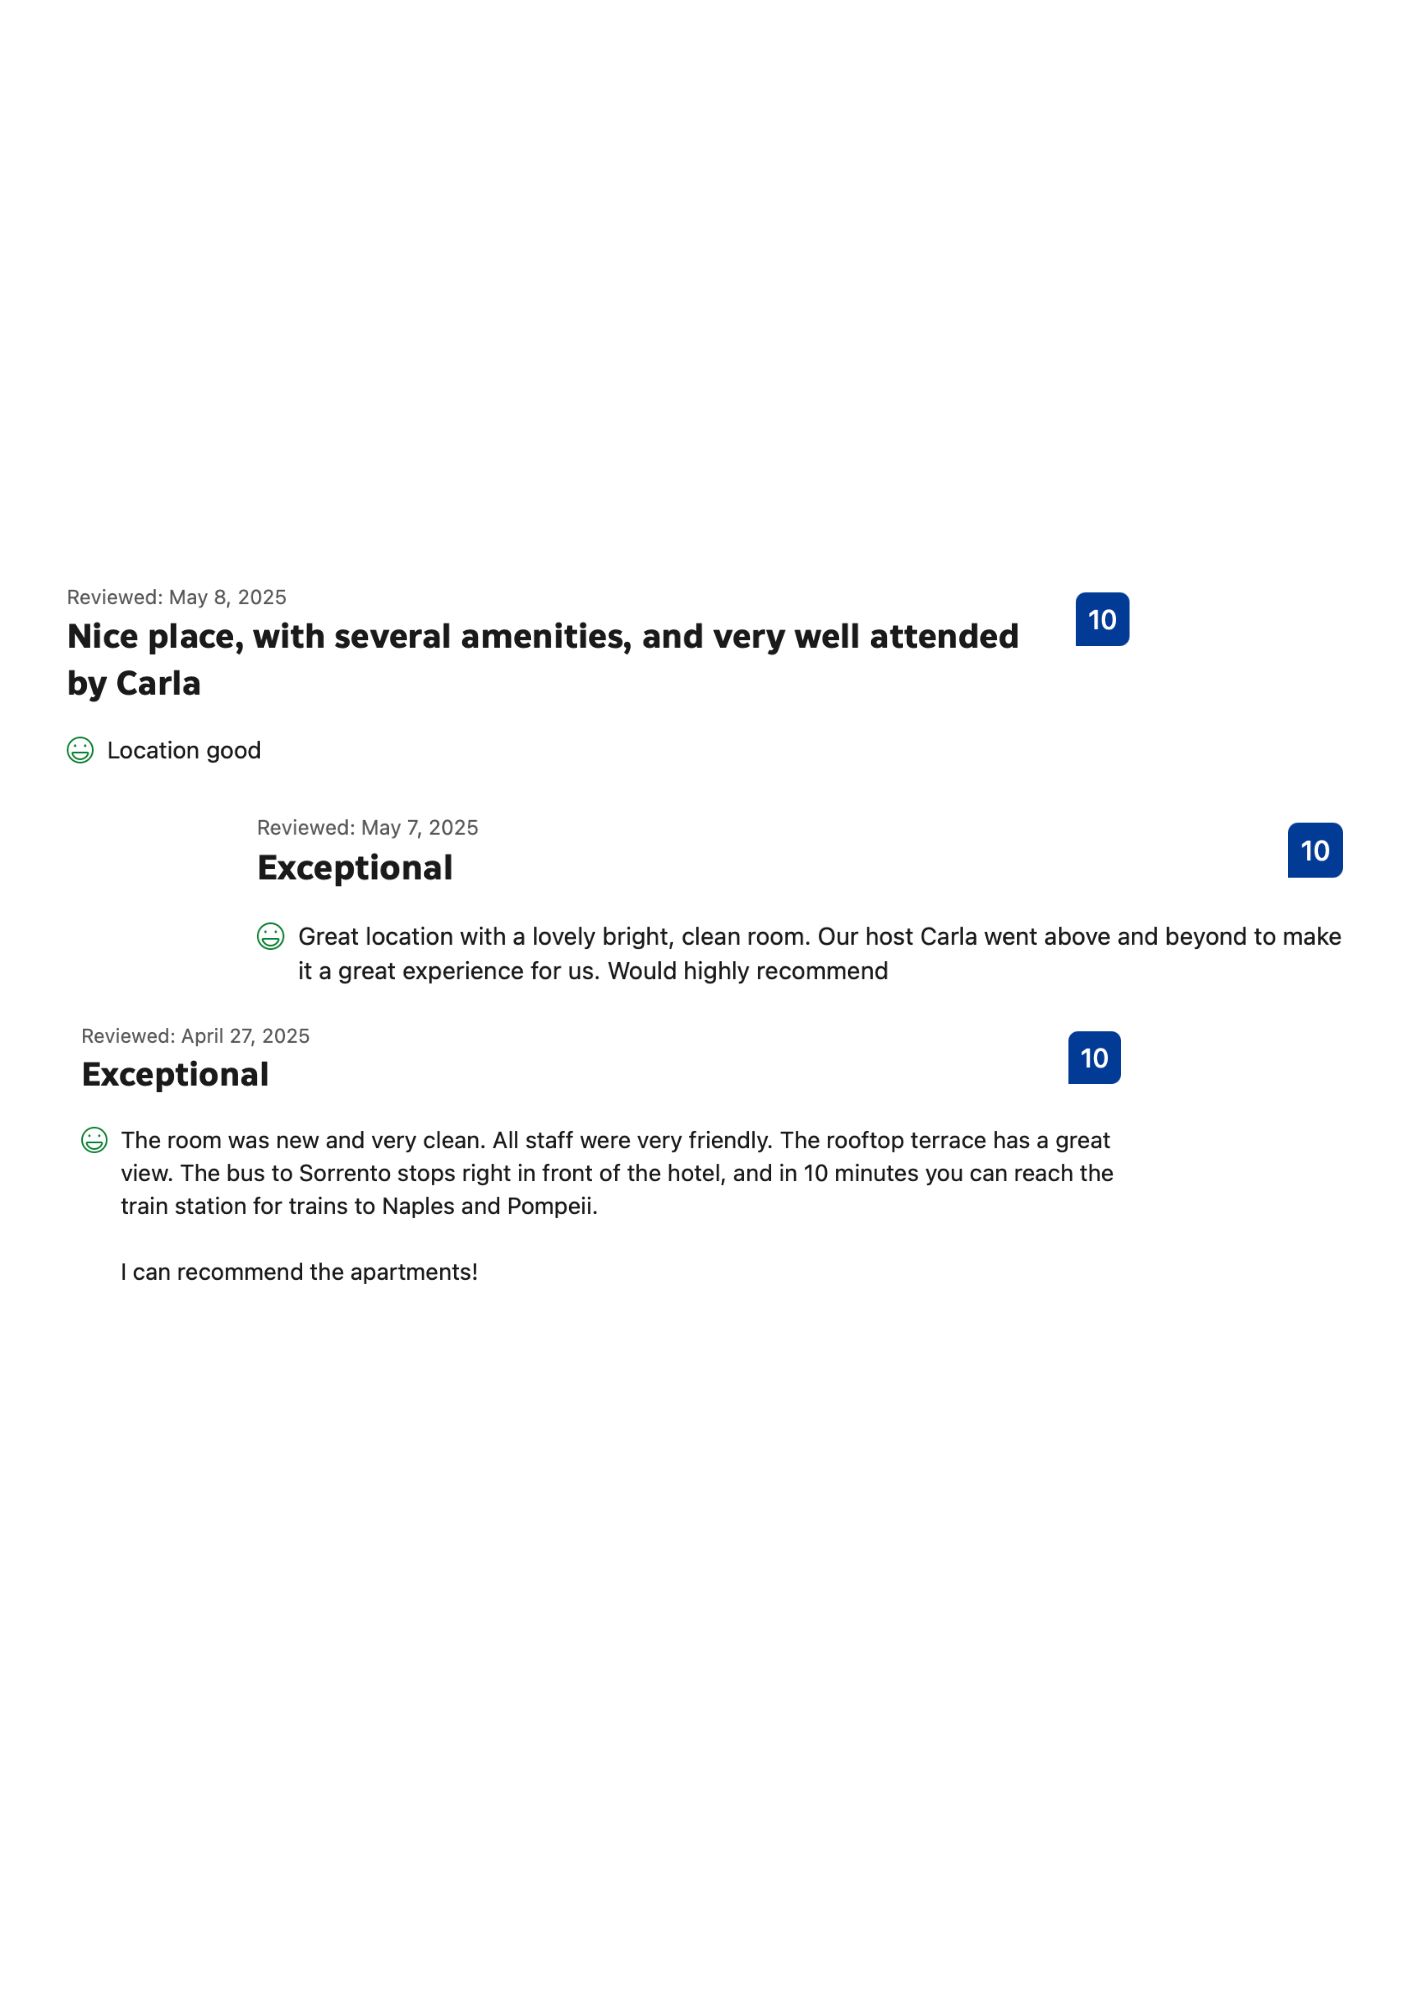 Reviewed: May 8, 2025
10
Nice place, with several amenities, and very well attended
by Carla
Location good
Reviewed: May 7, 2025
10
Exceptional
Great location with a lovely bright, clean room. Our host Carla went above and beyond to make
it a great experience for us. Would highly recommend
Reviewed: April 27, 2025
10
Exceptional
The room was new and very clean. All staff were very friendly. The rooftop terrace has a great
view. The bus to Sorrento stops right in front of the hotel, and in 10 minutes you can reach the
train station for trains to Naples and Pompeii.
I can recommend the apartments!